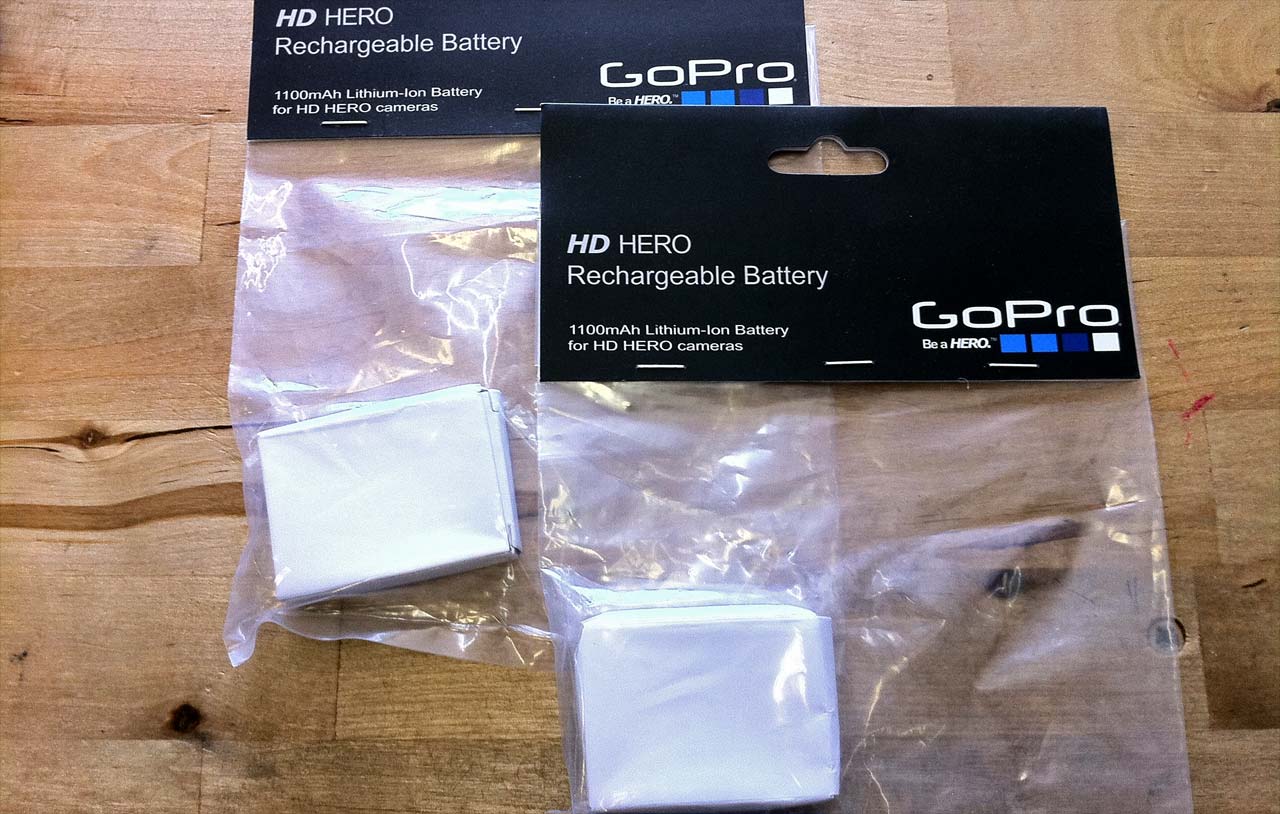 HD HERO
Rechargeable Battery
1100mAh Lithium-Ion Battery
for HD HERO cameras
GoPro
Be a HERO.™
HD HERO
Rechargeable Battery
1100mAh Lithium-Ion Battery
for HD HERO cameras
GoPro
Be a HERO.™